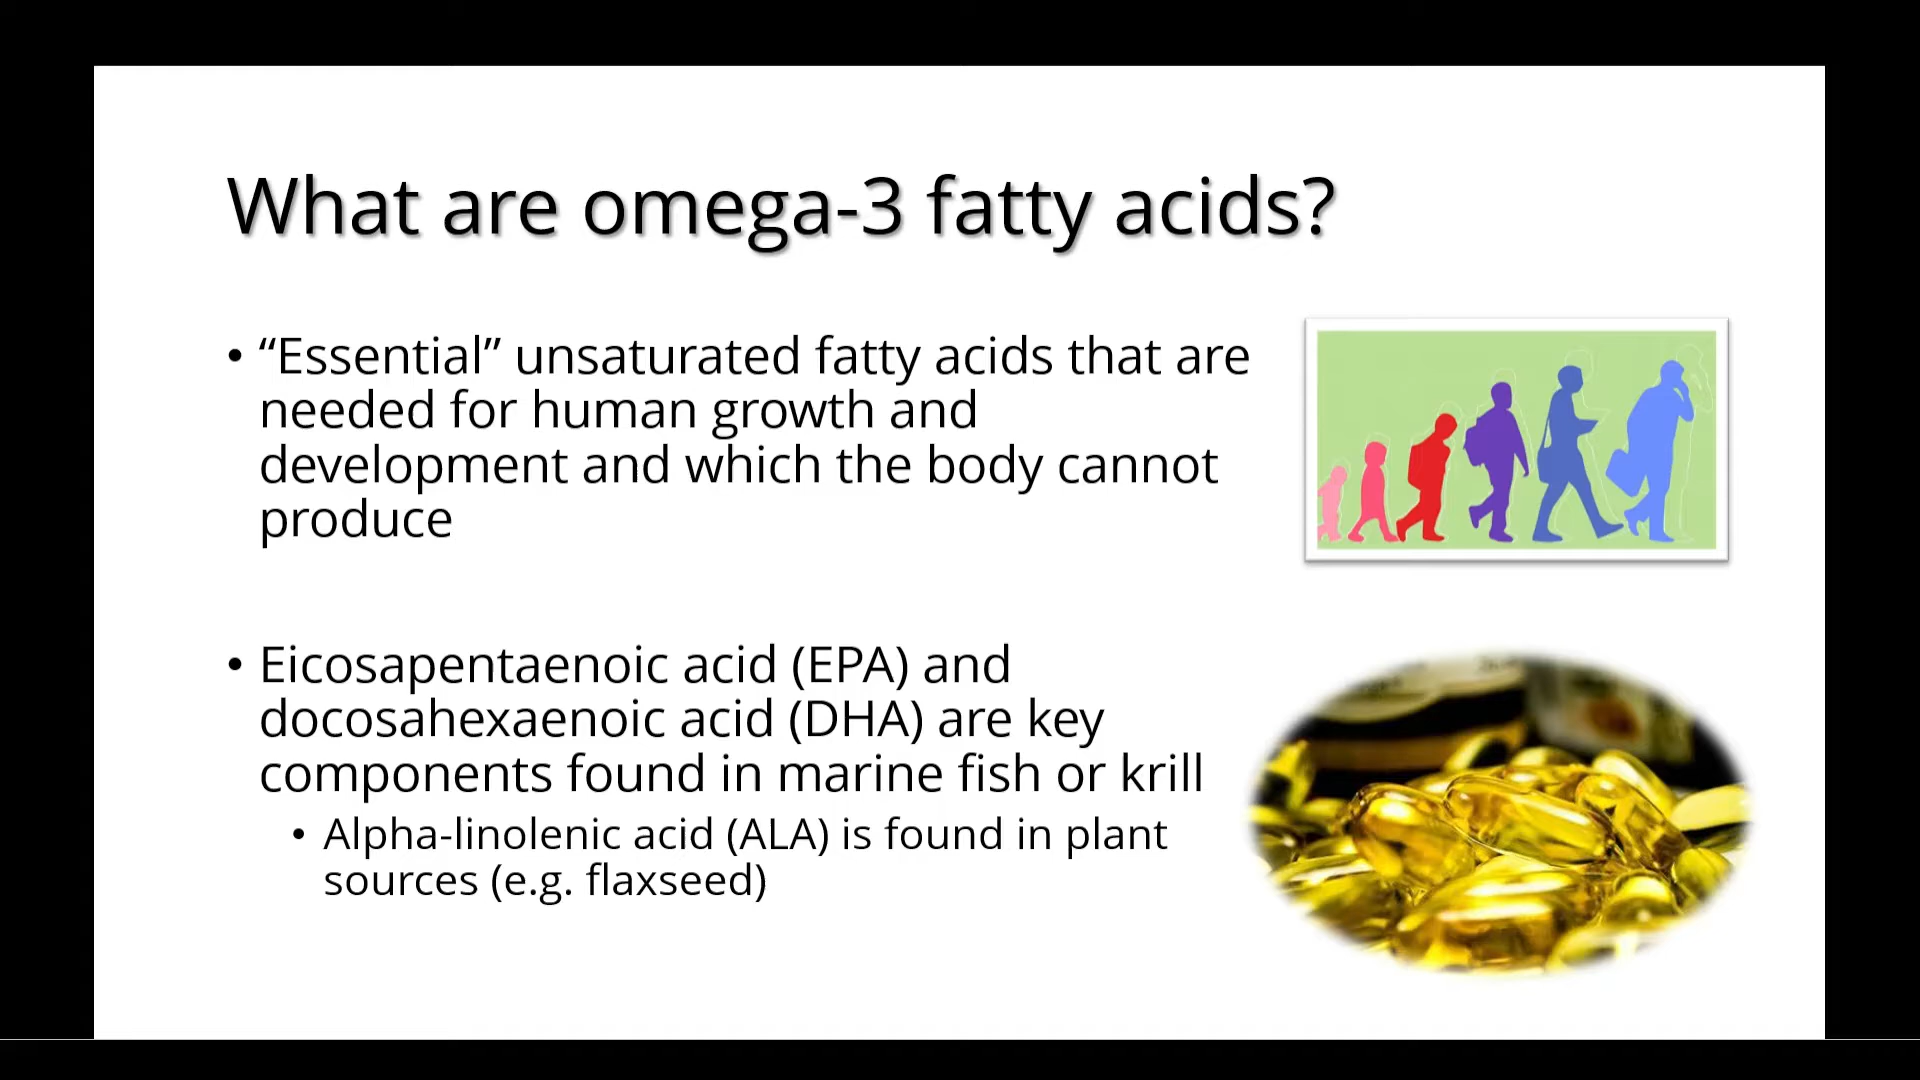 What are omega-3 fatty acids?
• “Essential” unsaturated fatty acids that are
needed for human growth and
development and which the body cannot
produce
• Eicosapentaenoic acid (EPA) and
docosahexaenoic acid (DHA) are key
components found in marine fish or krill
• Alpha-linolenic acid (ALA) is found in plant
sources (e.g. flaxseed)